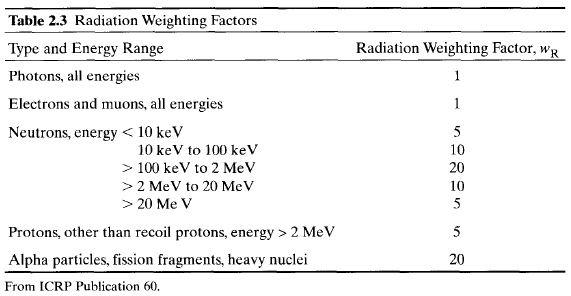 Table 2.3 Radiation Weighting Factors
Type and Energy Range Radiation Weighting Factor, wR
Photons, all energies 1
Electrons and muons, all energies 1
Neutrons, energy < 10 keV 5
10 keV to 100 keV 10
> 100 keV to 2 MeV 20
> 2 MeV to 20 MeV 10
> 20 Me V 5
Protons, other than recoil protons, energy > 2 MeV 5
Alpha particles, fission fragments, heavy nuclei 20
From ICRP Publication 60.